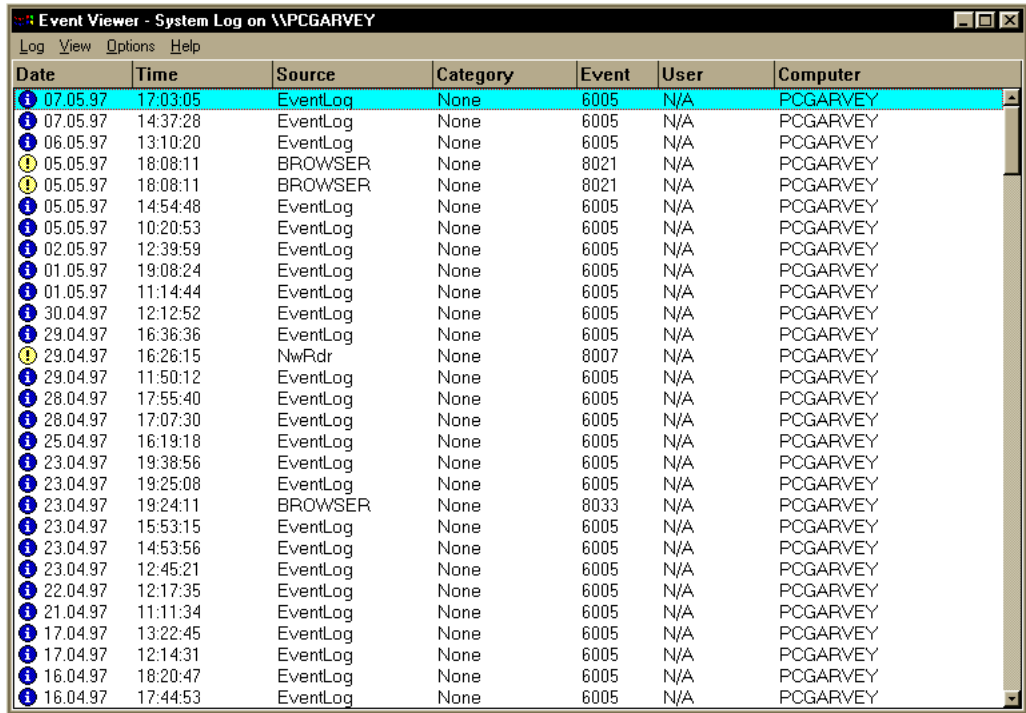 Event Viewer - System Log on \\PCGARVEY
Log View Options Help
Date Time Source Category Event User Computer
07.05.97 17:03:05 EventLog None 6005 N/A PCGARVEY
07.05.97 14:37:28 EventLog None 6005 N/A PCGARVEY
06.05.97 13:10:20 EventLog None 6005 N/A PCGARVEY
05.05.97 18:08:11 BROWSER None 8021 N/A PCGARVEY
05.05.97 18:08:11 BROWSER None 8021 N/A PCGARVEY
05.05.97 14:54:48 EventLog None 6005 N/A PCGARVEY
05.05.97 10:20:53 EventLog None 6005 N/A PCGARVEY
02.05.97 12:39:59 EventLog None 6005 N/A PCGARVEY
01.05.97 19:08:24 EventLog None 6005 N/A PCGARVEY
01.05.97 11:14:44 EventLog None 6005 N/A PCGARVEY
30.04.97 12:12:52 EventLog None 6005 N/A PCGARVEY
29.04.97 16:36:36 EventLog None 6005 N/A PCGARVEY
29.04.97 16:26:15 NwRdr None 8007 N/A PCGARVEY
29.04.97 11:50:12 EventLog None 6005 N/A PCGARVEY
28.04.97 17:55:40 EventLog None 6005 N/A PCGARVEY
28.04.97 17:07:30 EventLog None 6005 N/A PCGARVEY
25.04.97 16:19:18 EventLog None 6005 N/A PCGARVEY
23.04.97 19:38:56 EventLog None 6005 N/A PCGARVEY
23.04.97 19:25:08 EventLog None 6005 N/A PCGARVEY
23.04.97 19:24:11 BROWSER None 8033 N/A PCGARVEY
23.04.97 15:53:15 EventLog None 6005 N/A PCGARVEY
23.04.97 14:53:56 EventLog None 6005 N/A PCGARVEY
23.04.97 12:45:21 EventLog None 6005 N/A PCGARVEY
22.04.97 12:17:35 EventLog None 6005 N/A PCGARVEY
21.04.97 11:11:34 EventLog None 6005 N/A PCGARVEY
17.04.97 13:22:45 EventLog None 6005 N/A PCGARVEY
17.04.97 12:14:31 EventLog None 6005 N/A PCGARVEY
16.04.97 18:20:47 EventLog None 6005 N/A PCGARVEY
16.04.97 17:44:53 EventLog None 6005 N/A PCGARVEY